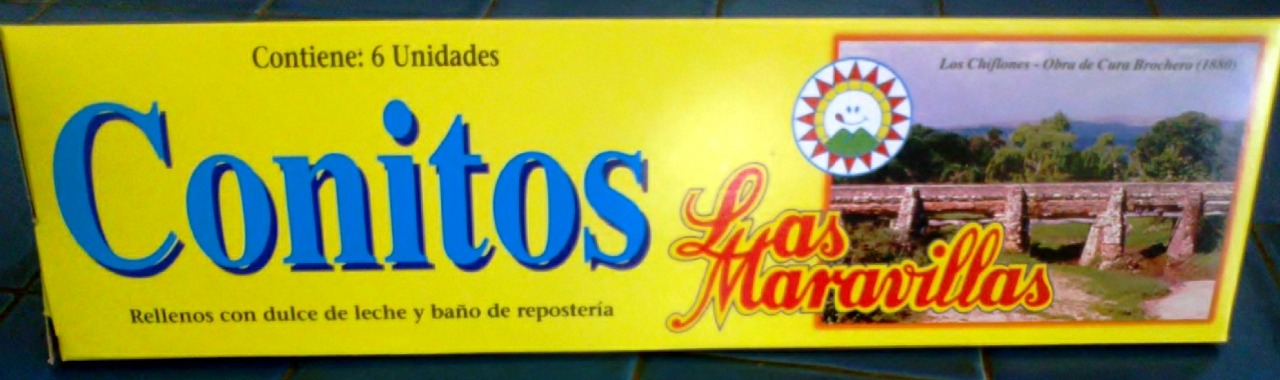 Contiene: 6 Unidades
Conitos
Rellenos con dulce de leche y baño de repostería
Las
Maravillas
Los Chiflones - Obra de Cura Brochero (1880)